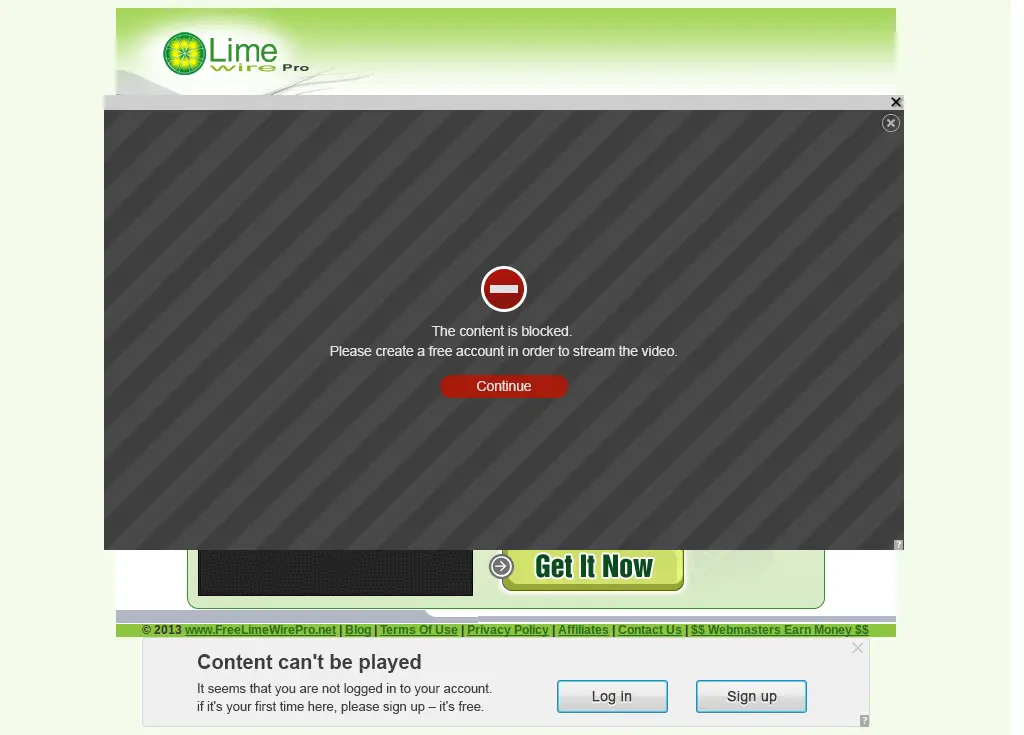 Lime
wire Pro
The content is blocked.
Please create a free account in order to stream the video.
Continue
Get It Now
© 2013 www.FreeLimeWirePro.net | Blog | Terms Of Use | Privacy Policy | Affiliates | Contact Us | $$ Webmasters Earn Money $$
Content can't be played
It seems that you are not logged in to your account.
if it's your first time here, please sign up – it's free.
Log in
Sign up
?
?